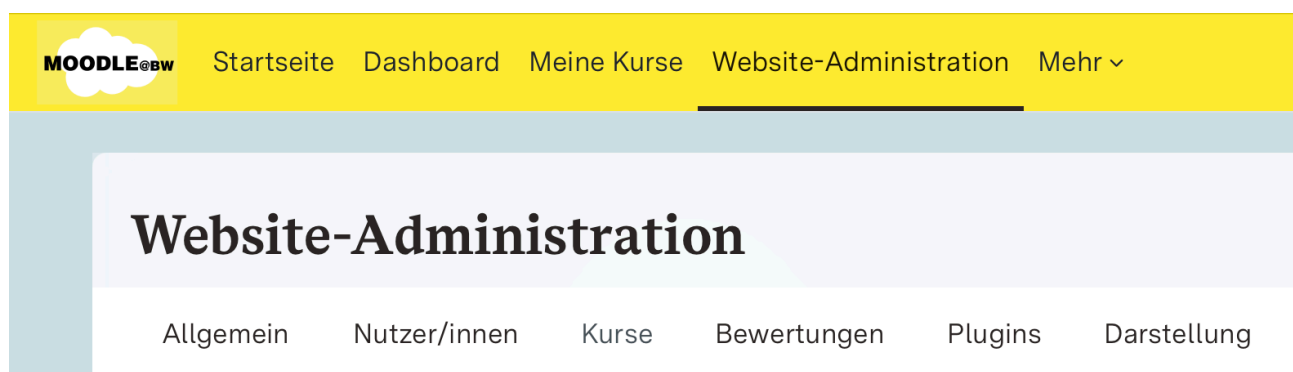 MOODLE@BW Startseite Dashboard Meine Kurse Website-Administration Mehr
Website-Administration
Allgemein Nutzer/innen Kurse Bewertungen Plugins Darstellung